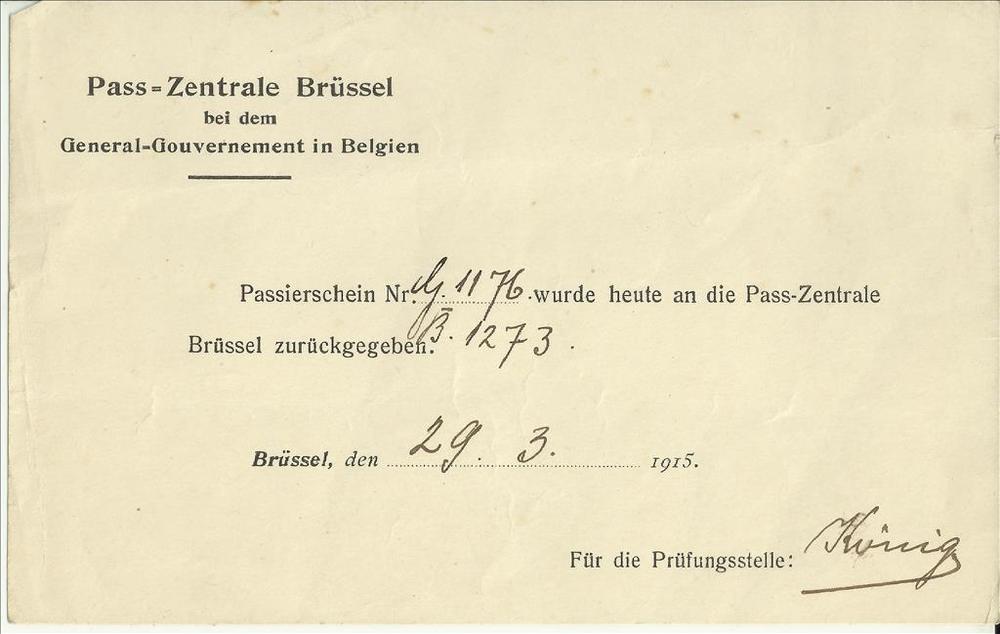 Pass=Zentrale Brüssel
bei dem
General=Gouvernement in Belgien
Passierschein Nr. G. 1176 wurde heute an die Pass-Zentrale
B. 1273.
Brüssel zurückgegeben.
Brüssel, den 29. 3. 1915.
Für die Prüfungsstelle: König